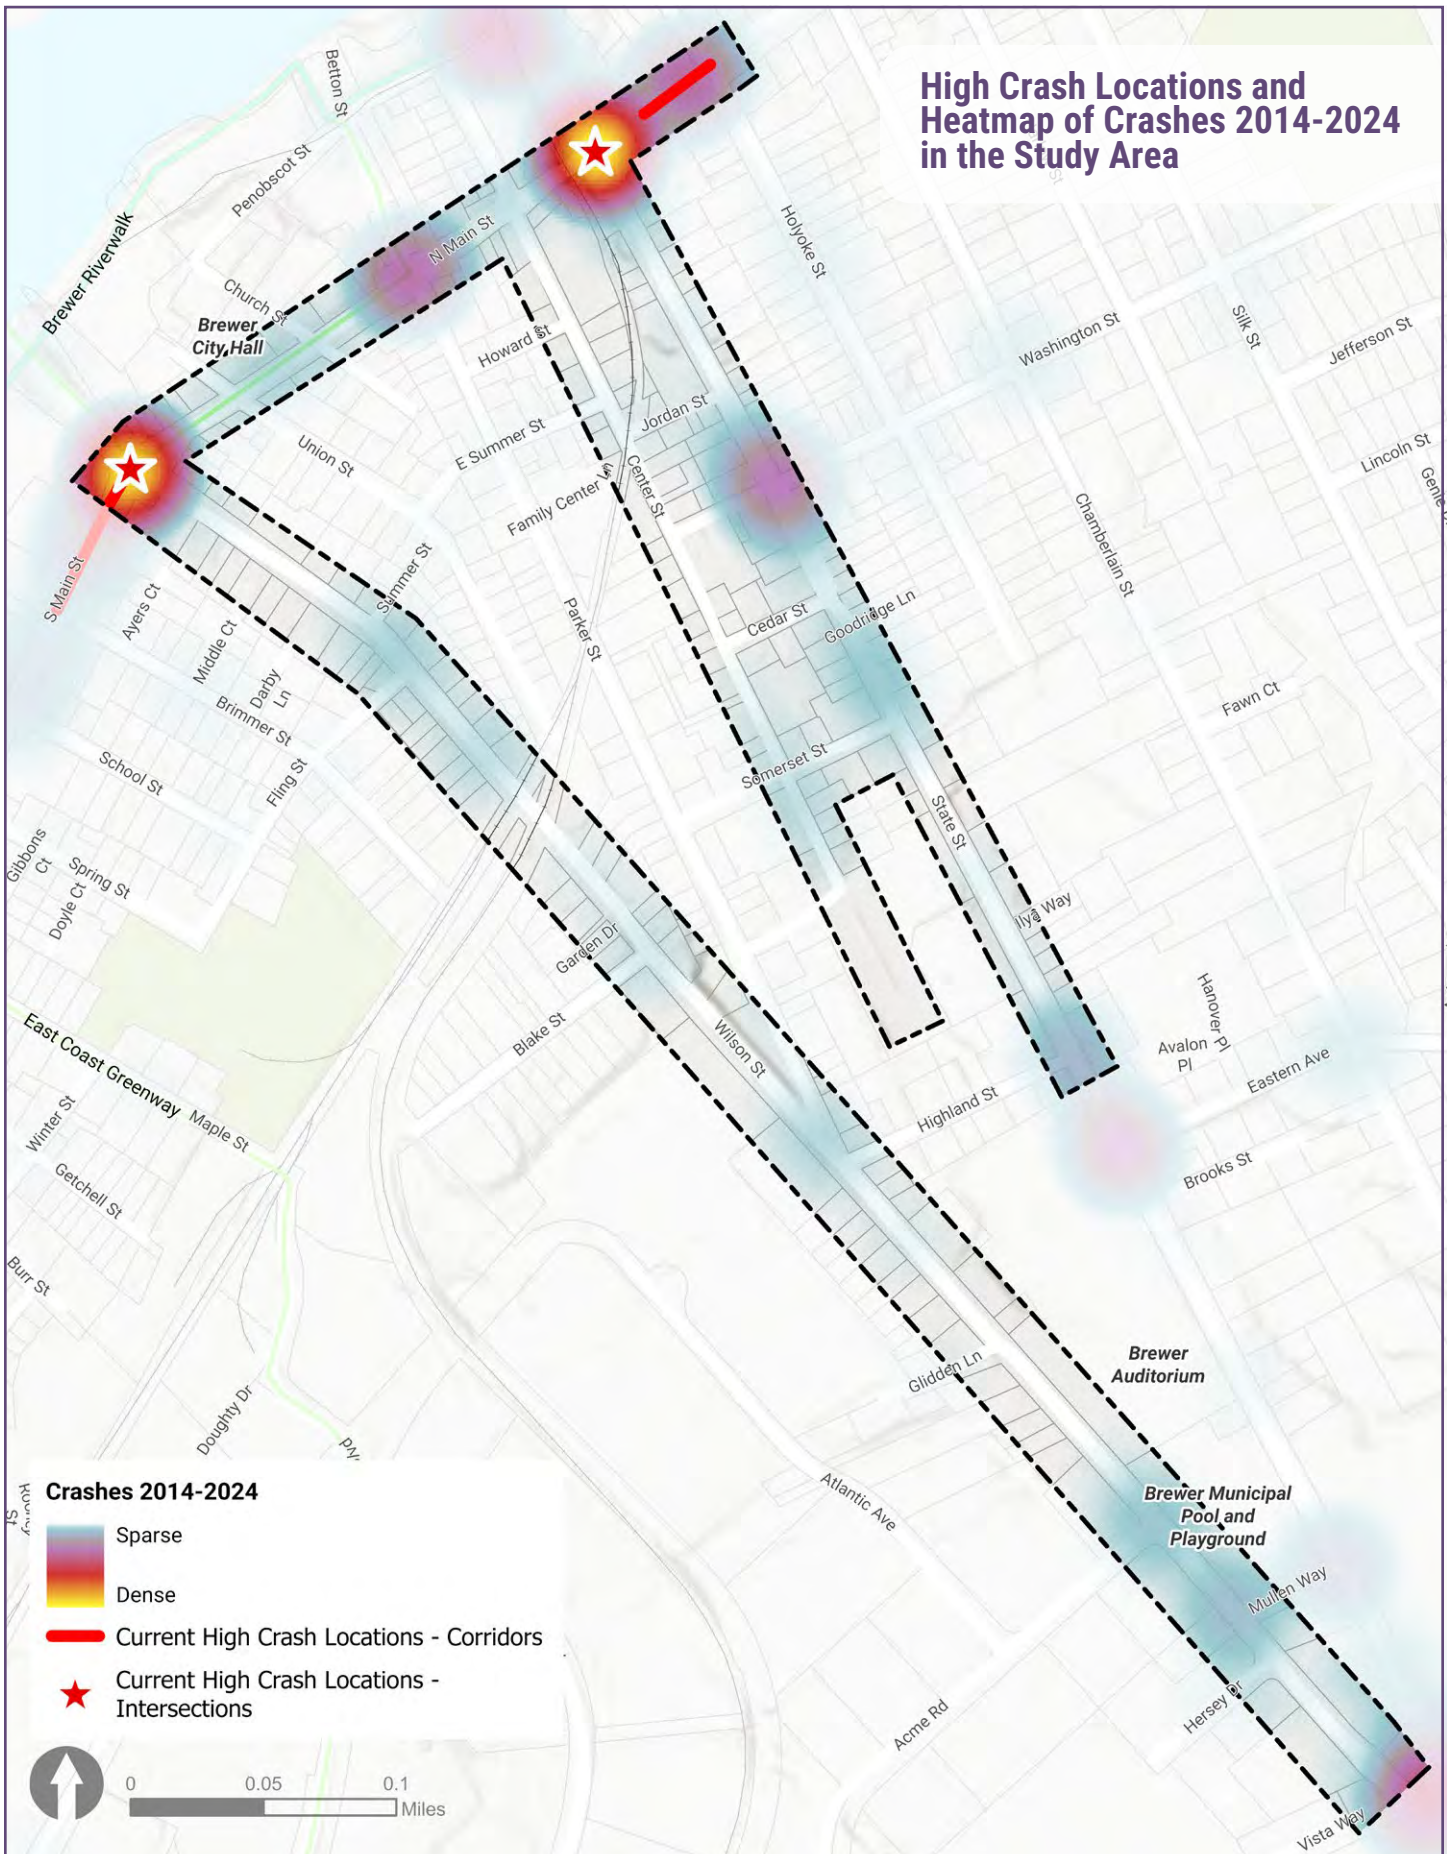 High Crash Locations and
Heatmap of Crashes 2014-2024
in the Study Area
Betton St
Penobscot St
Brewer Riverwalk
N Main St
Holyoke St
Church St
Brewer
City Hall
Howard St
Washington St
Silk St
Jefferson St
Jordan St
E Summer St
Union St
Center St
Lincoln St
Family Center Ln
Chamberlain St
Summer St
S Main St
Ayers Ct
Middle Ct
Darby
Ln
Parker St
Cedar St
Goodridge Ln
Brimmer St
Fawn Ct
School St
Fling St
Somerset St
State St
Gibbons
Ct
Spring St
Doyle Ct
Garden Dr
Hanover Pl
Blake St
Wilson St
Avalon
Pl
Eastern Ave
East Coast Greenway
Maple St
Highland St
Winter St
Getchell St
Brooks St
Burr St
Brewer
Auditorium
Glidden Ln
Doughty Dr
Atlantic Ave
Brewer Municipal
Pool and
Playground
Mullen Way
Hersey Dr
Acme Rd
Vista Way
Crashes 2014-2024
Sparse
Dense
Current High Crash Locations - Corridors
Current High Crash Locations -
Intersections
0 0.05 0.1
Miles